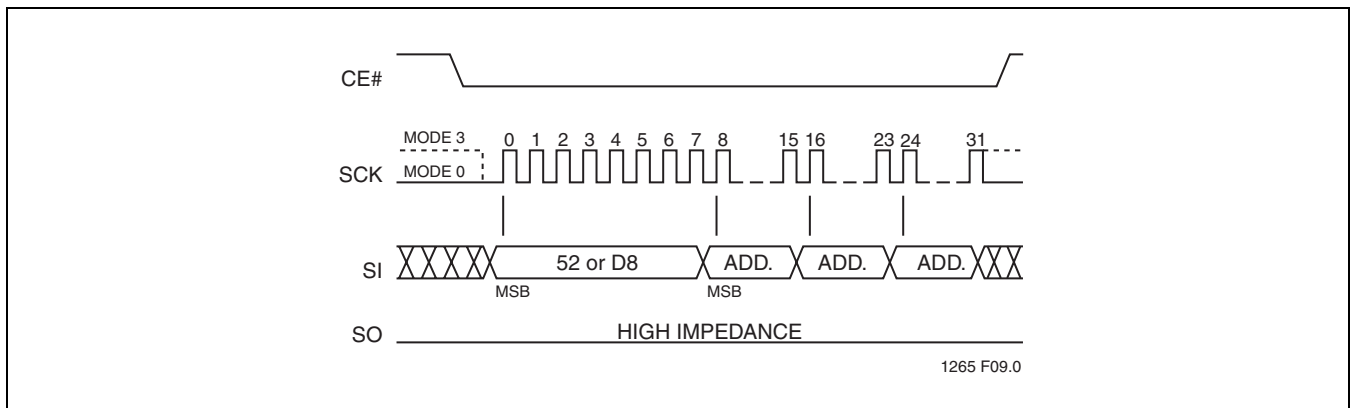 CE#
MODE 3
0 1 2 3 4 5 6 7 8 15 16 23 24 31
SCK MODE 0
SI 52 or D8 ADD. ADD. ADD.
MSB MSB
SO HIGH IMPEDANCE
1265 F09.0